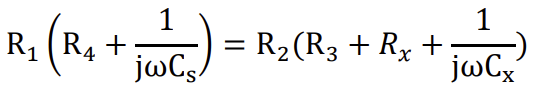 R₁ (R₄ + 1/(jωCₛ)) = R₂(R₃ + Rₓ + 1/(jωCₓ))